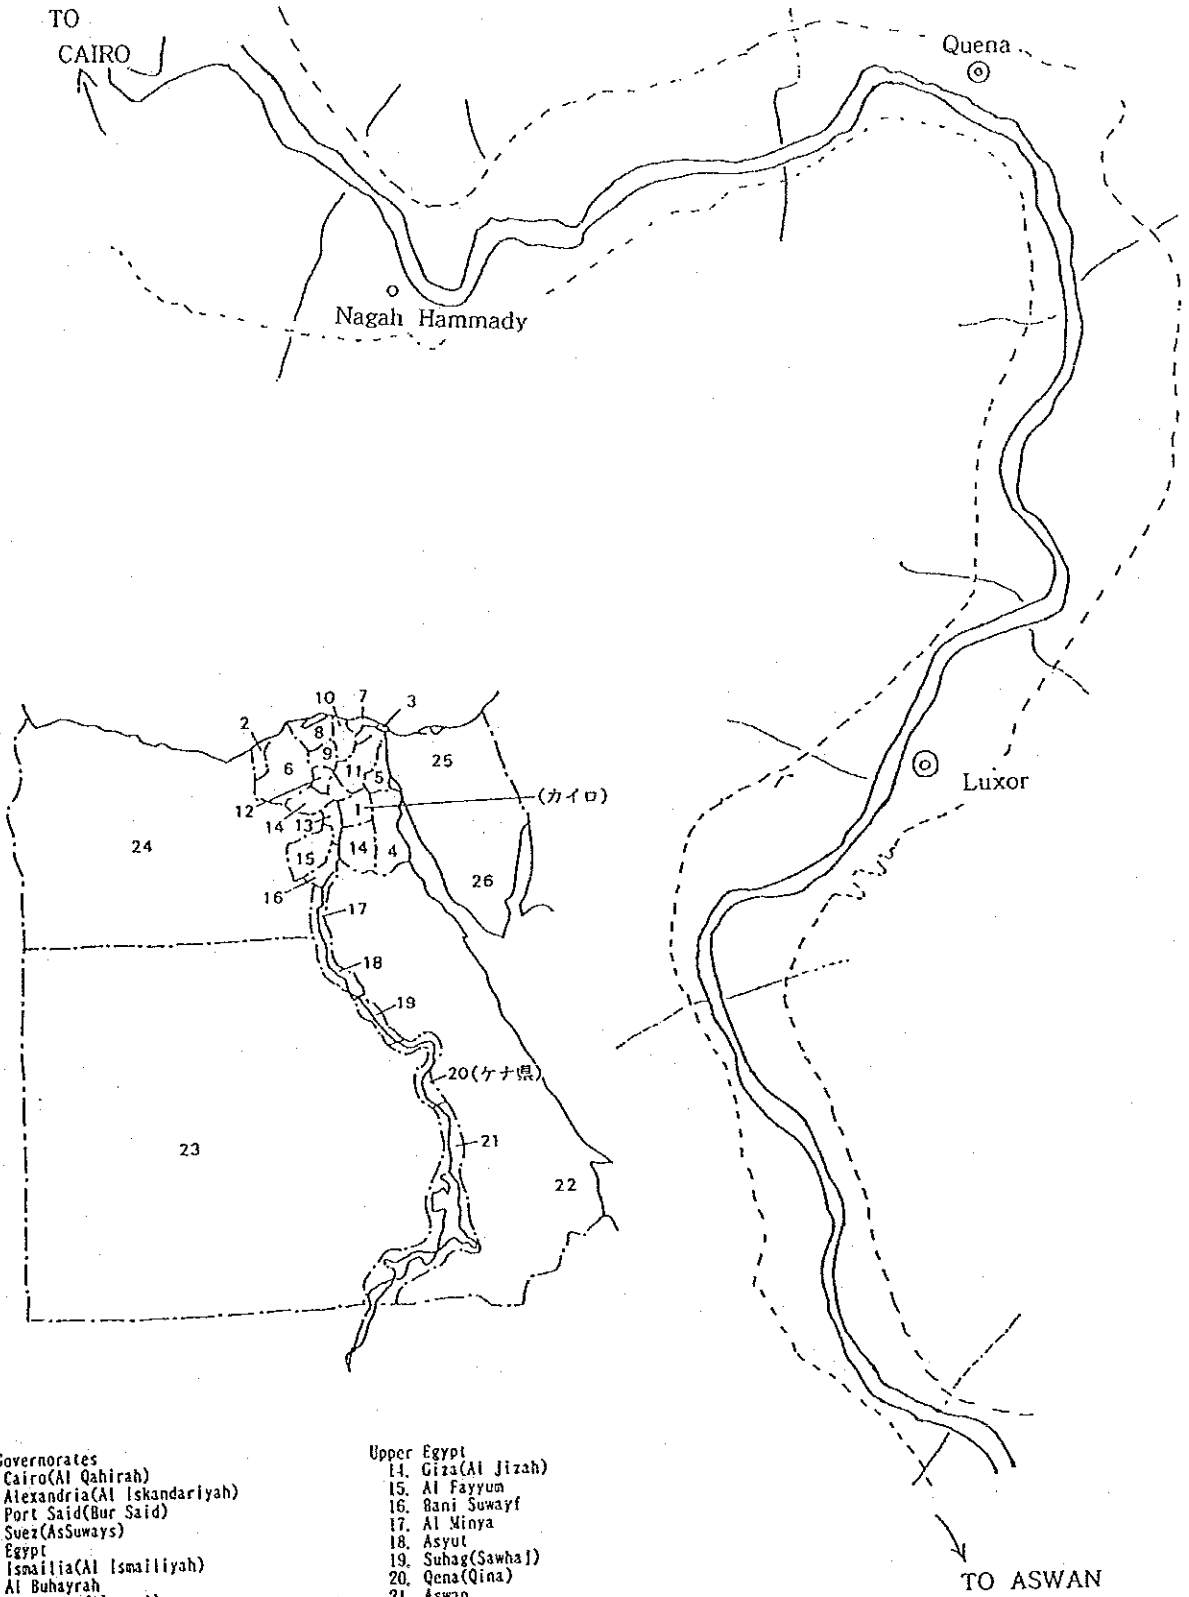 TO
CAIRO
Quena
Nagah Hammady
Luxor
10 7 3
2
8
25
9
6
11
5
12
1
(カイロ)
14
13
24
15
14
4
26
16
17
18
19
20(ケナ県)
23
21
22
Governorates
Cairo(Al Qahirah)
Alexandria(Al Iskandariyah)
Port Said(Bur Said)
Suez(AsSuways)
Egypt
Ismailia(Al Ismailiyah)
Al Buhayrah
Upper Egypt
14. Giza(Al Jizah)
15. Al Fayyum
16. Bani Suwayf
17. Al Minya
18. Asyut
19. Suhag(Sawhaj)
20. Qena(Qina)
21. Aswan
TO ASWAN